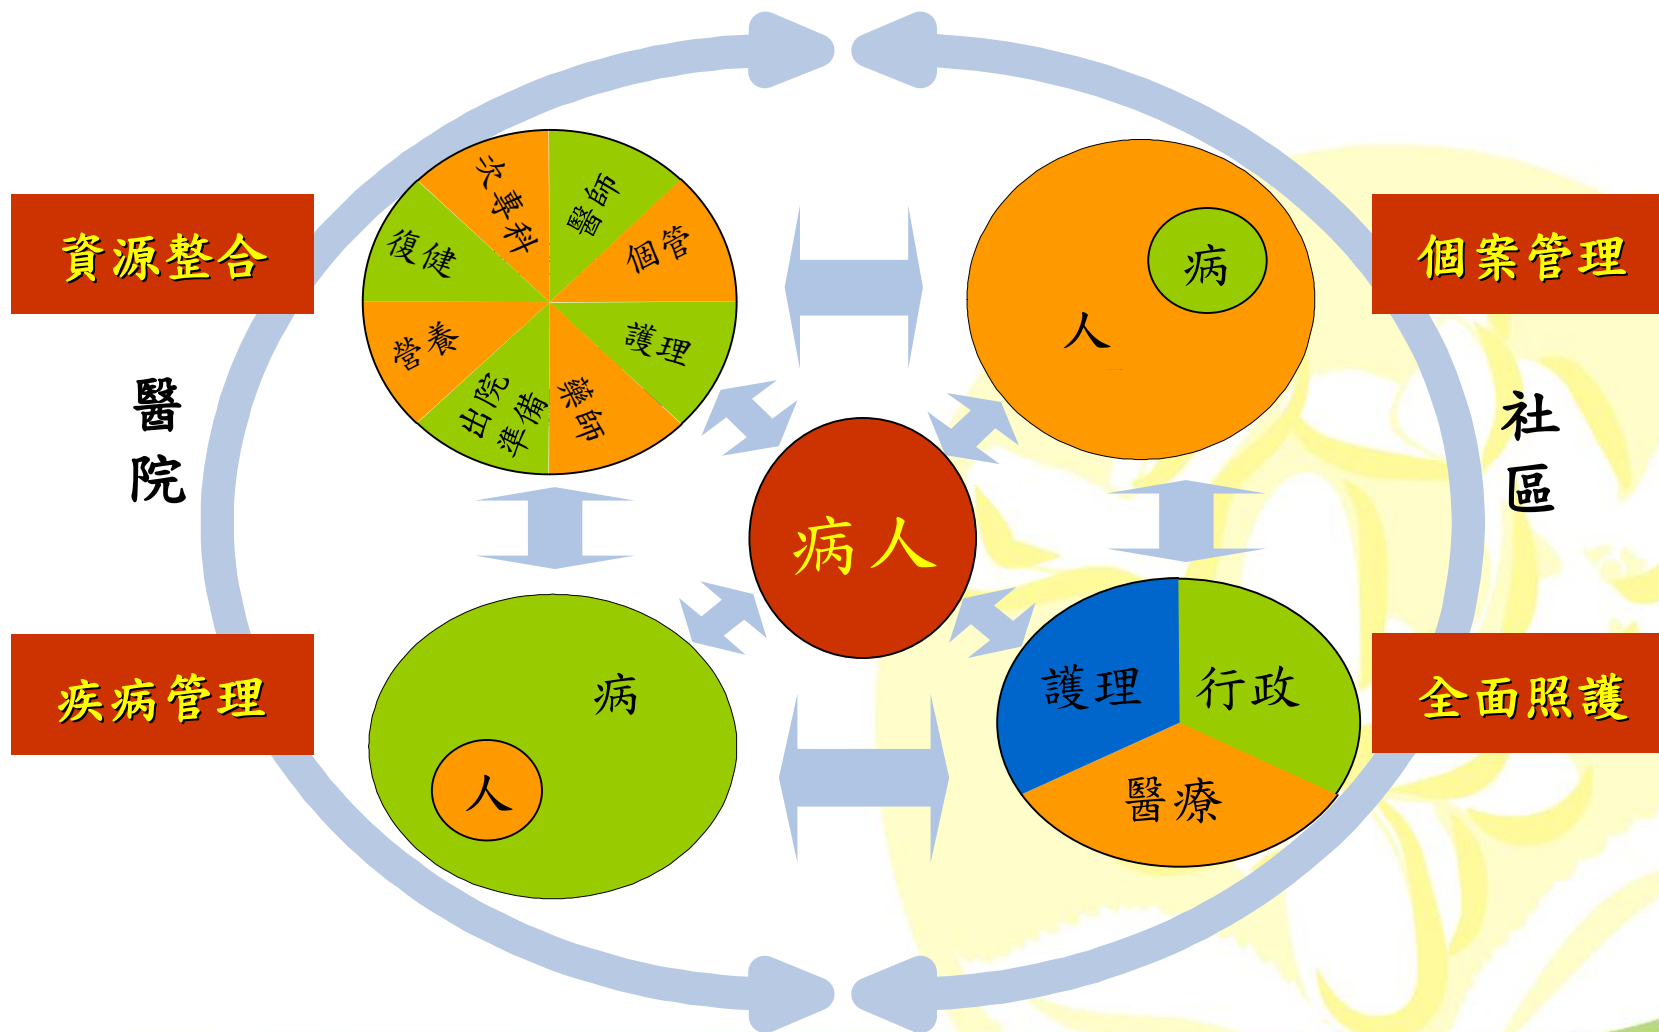 資源整合
醫院
疾病管理
次專科
醫師
個管
護理
藥師
出院
準備
營養
復健
病
人
病人
病
人
護理
行政
醫療
個案管理
社區
全面照護